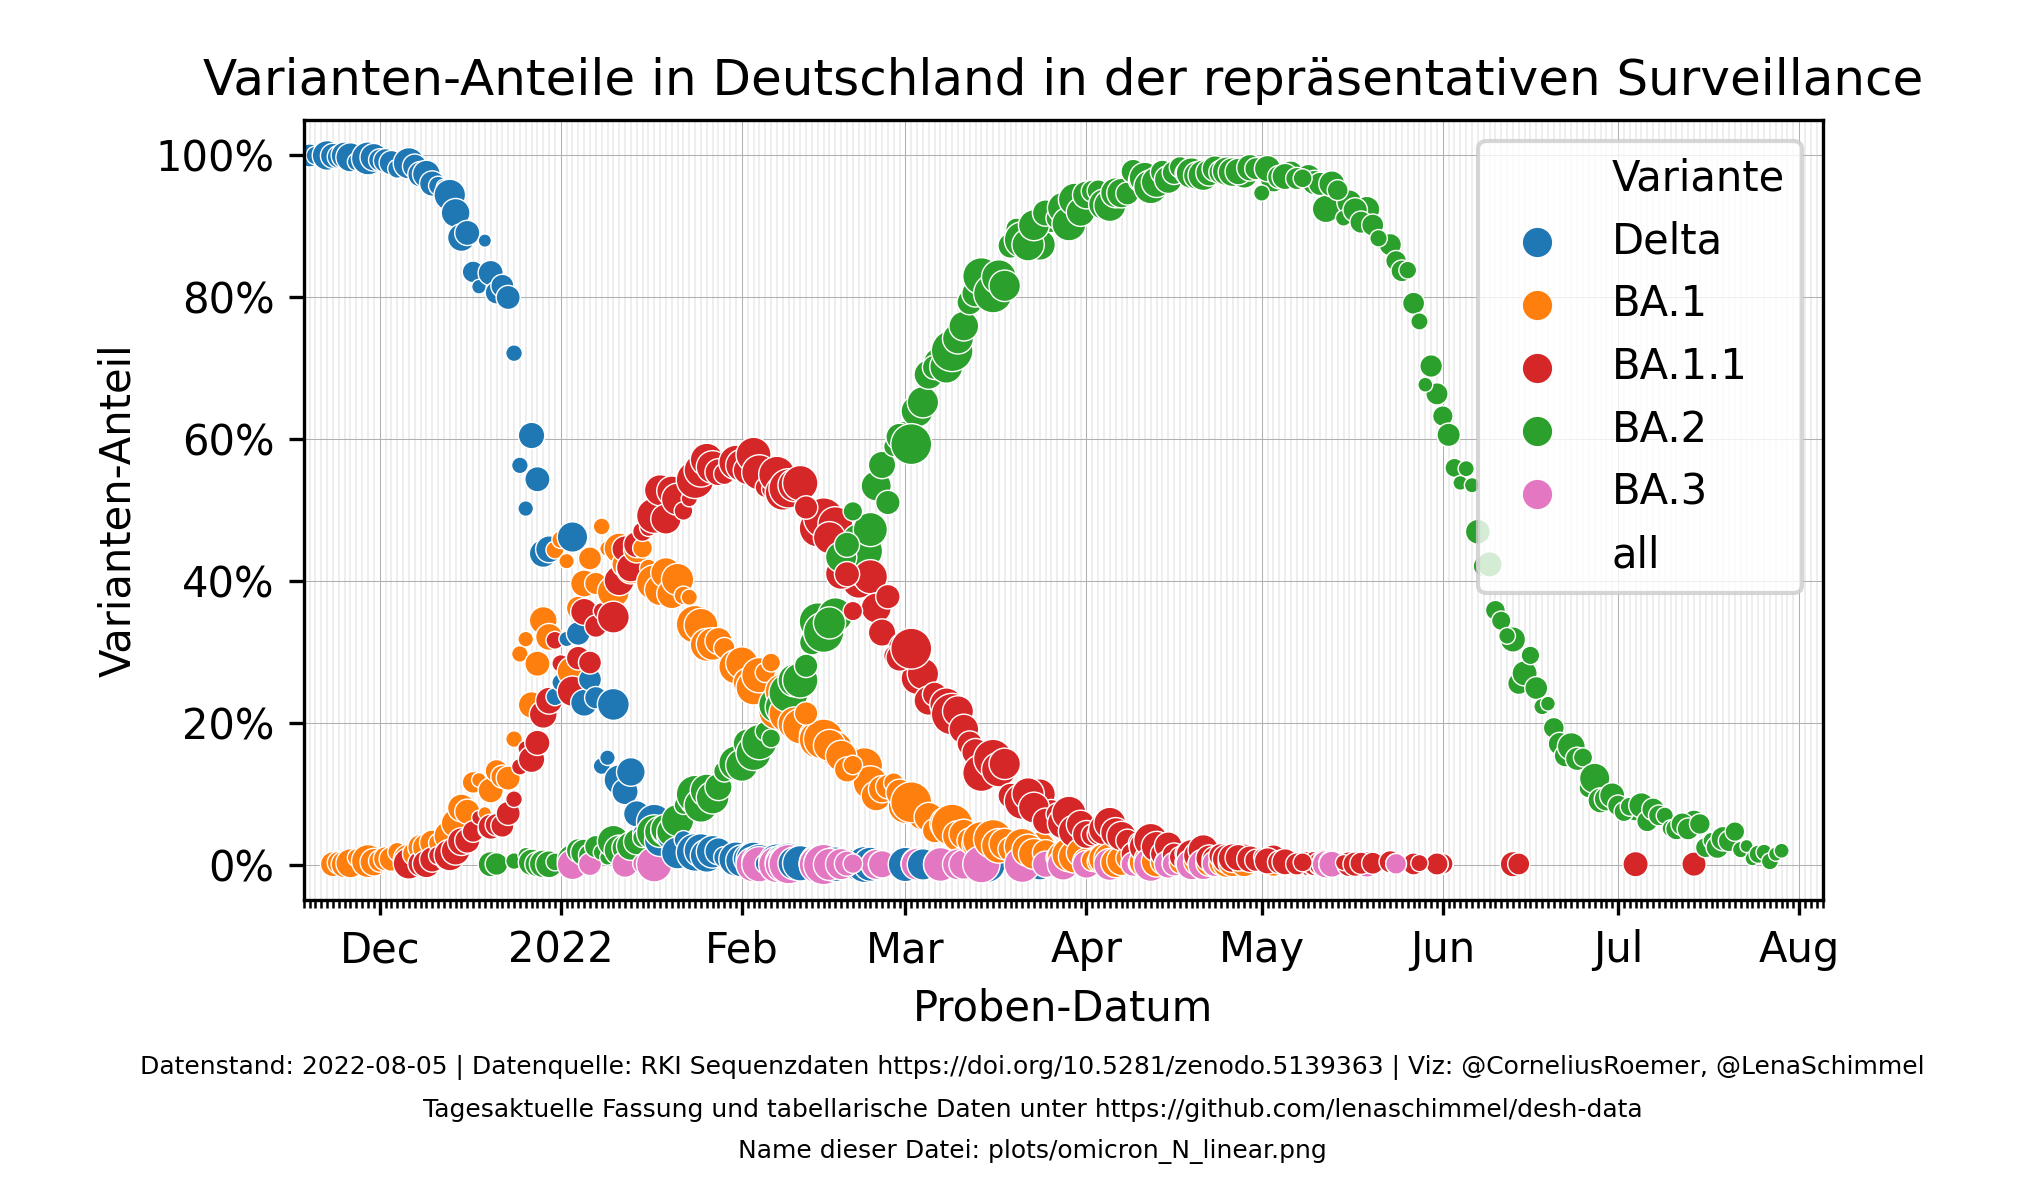 Varianten-Anteile in Deutschland in der repräsentativen Surveillance
Varianten-Anteil
100%
80%
60%
40%
20%
0%
Variante
Delta
BA.1
BA.1.1
BA.2
BA.3
all
Dec 2022 Feb Mar Apr May Jun Jul Aug
Proben-Datum
Datenstand: 2022-08-05 | Datenquelle: RKI Sequenzdaten https://doi.org/10.5281/zenodo.5139363 | Viz: @CorneliusRoemer, @LenaSchimmel
Tagesaktuelle Fassung und tabellarische Daten unter https://github.com/lenaschimmel/desh-data
Name dieser Datei: plots/omicron_N_linear.png